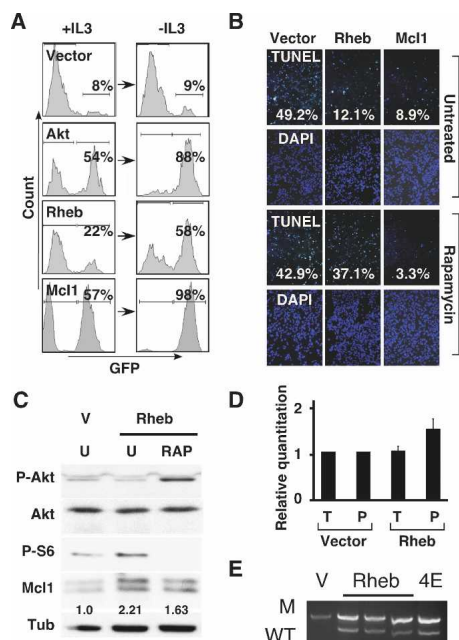 A
+IL3 -IL3
Vector
8% 9%
Akt
54% 88%
Rheb
22% 58%
Mcl1
57% 98%
Count
GFP
B
Vector Rheb Mcl1
TUNEL
49.2% 12.1% 8.9%
DAPI
Untreated
TUNEL
42.9% 37.1% 3.3%
DAPI
Rapamycin
C
V Rheb
U U RAP
P-Akt
Akt
P-S6
Mcl1
1.0 2.21 1.63
Tub
D
Relative quantitation
2
1
0
T P T P
Vector Rheb
E
V Rheb 4E
M
WT